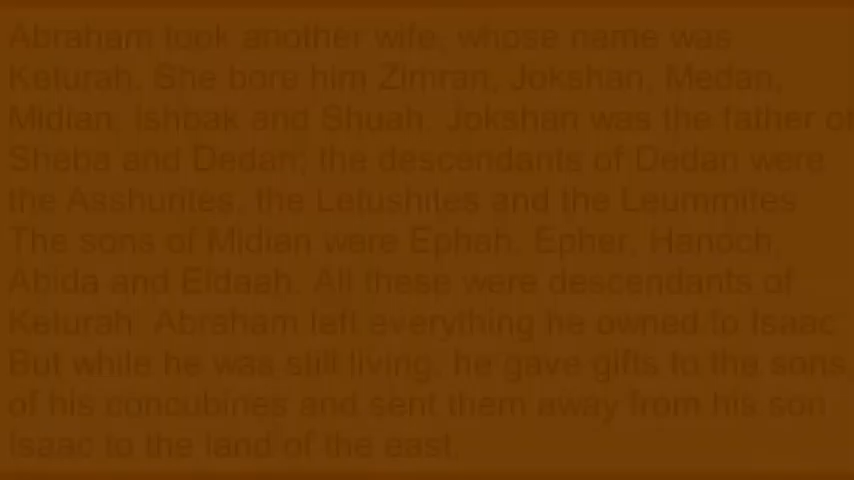 Abraham took another wife, whose name was
Keturah. She bore him Zimran, Jokshan, Medan,
Midian, Ishbak and Shuah. Jokshan was the father of
Sheba and Dedan; the descendants of Dedan were
the Asshurites, the Letushites and the Leummites
The sons of Midian were Ephah, Epher, Hanoch,
Abida and Eldaah. All these were descendants of
Keturah. Abraham left everything he owned to Isaac
But while he was still living, he gave gifts to the sons
of his concubines and sent them away from his son
Isaac to the land of the east.